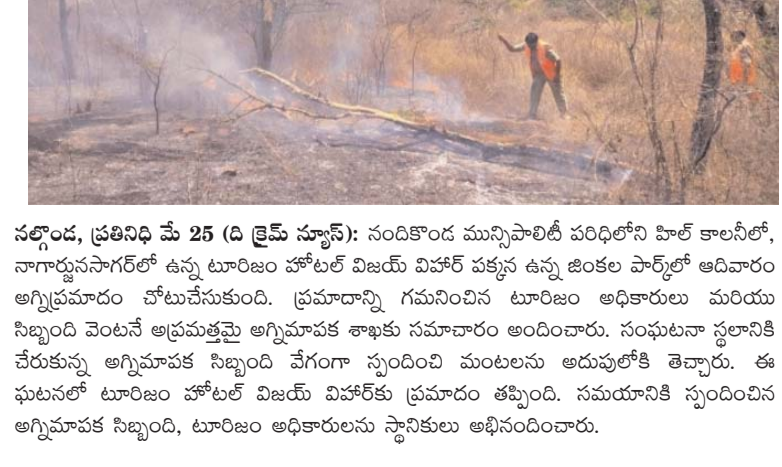 నల్గొండ, ప్రతినిధి మే 25 (ది క్రైమ్ న్యూస్): నందికొండ మున్సిపాలిటీ పరిధిలోని హిల్ కాలనీలో,
నాగార్జునసాగర్‌లో ఉన్న టూరిజం హోటల్ విజయ్ విహార్ పక్కన ఉన్న జింకల పార్క్‌లో ఆదివారం
అగ్నిప్రమాదం చోటుచేసుకుంది. ప్రమాదాన్ని గమనించిన టూరిజం అధికారులు మరియు
సిబ్బంది వెంటనే అప్రమత్తమై అగ్నిమాపక శాఖకు సమాచారం అందించారు. సంఘటనా స్థలానికి
చేరుకున్న అగ్నిమాపక సిబ్బంది వేగంగా స్పందించి మంటలను అదుపులోకి తెచ్చారు. ఈ
ఘటనలో టూరిజం హోటల్ విజయ్ విహార్‌కు ప్రమాదం తప్పింది. సమయానికి స్పందించిన
అగ్నిమాపక సిబ్బంది, టూరిజం అధికారులను స్థానికులు అభినందించారు.